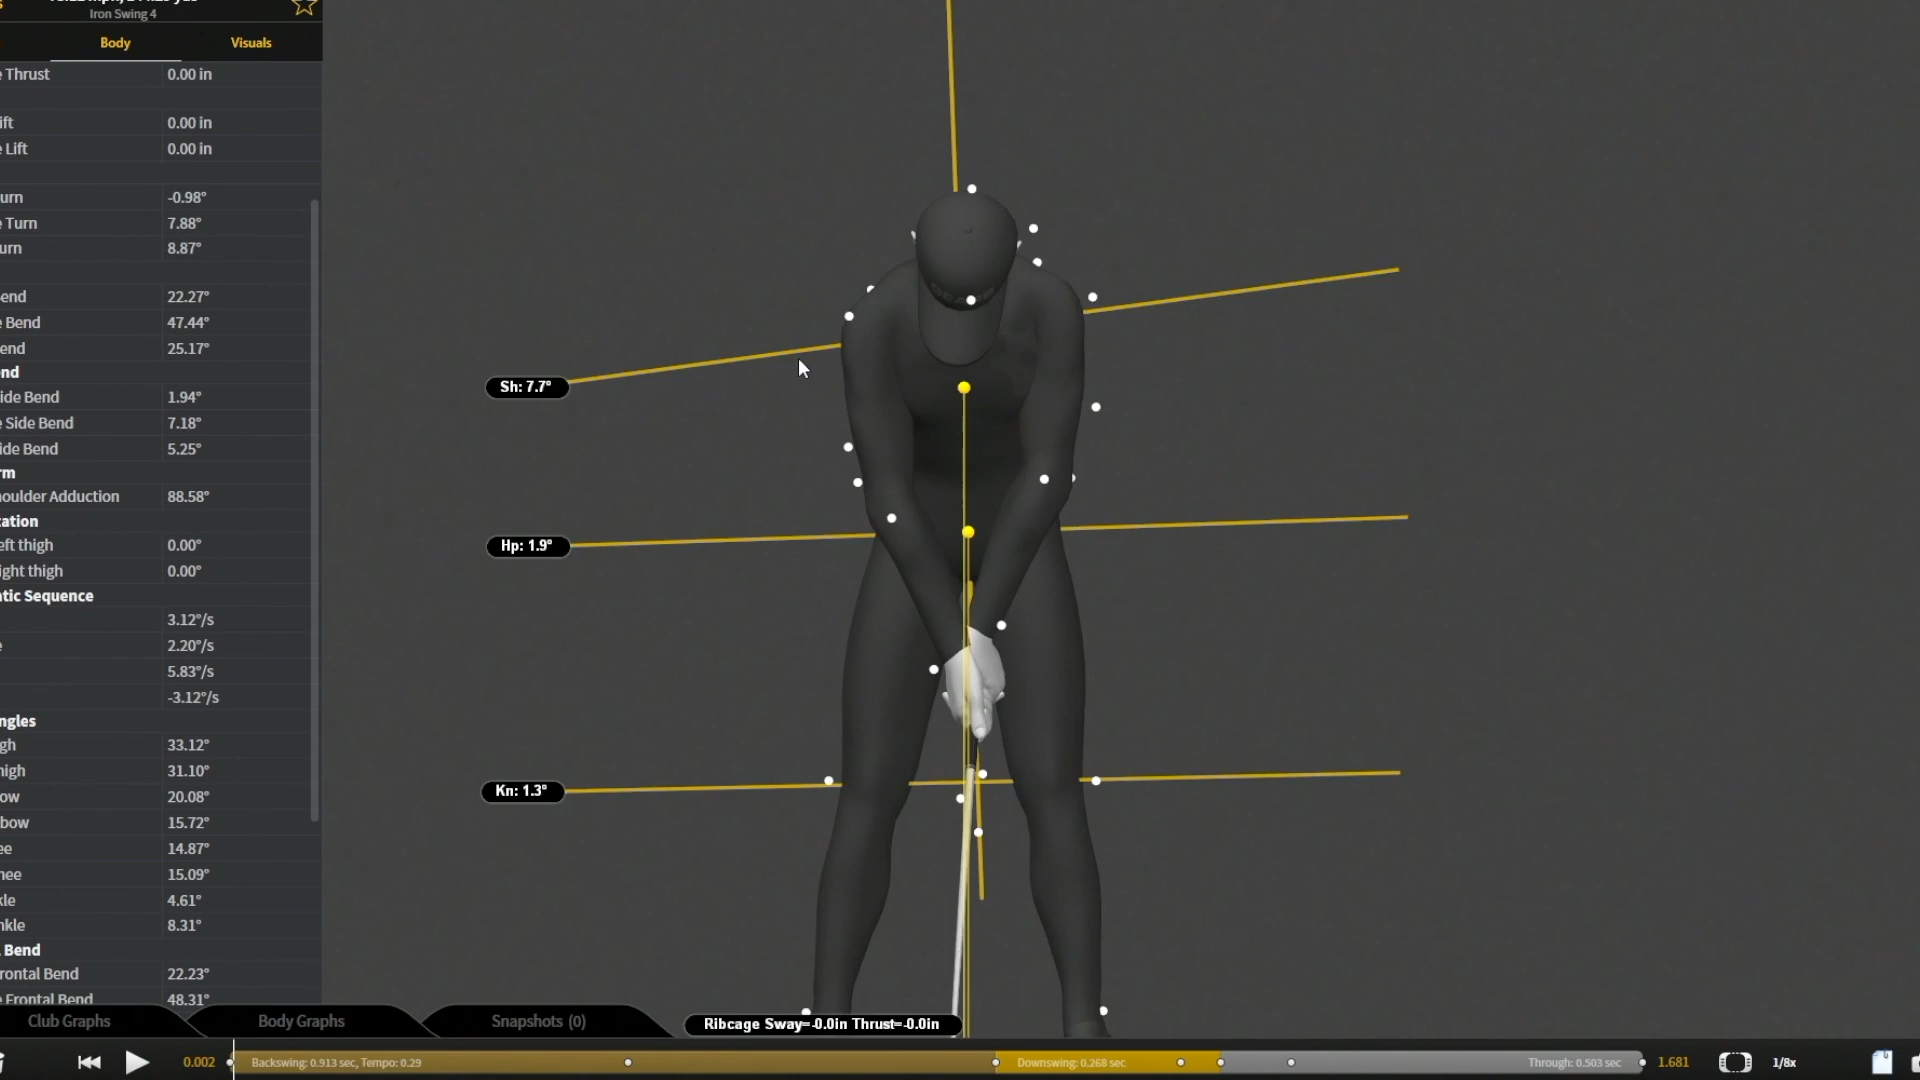 Iron Swing 4
Body
Visuals
e Thrust 0.00 in
ift 0.00 in
e Lift 0.00 in
urn -0.98°
e Turn 7.88°
urn 8.87°
end 22.27°
e Bend 47.44°
end 25.17°
nd
ide Bend 1.94°
e Side Bend 7.18°
ide Bend 5.25°
rm
houlder Adduction 88.58°
tation
eft thigh 0.00°
ight thigh 0.00°
atic Sequence
3.12°/s
e 2.20°/s
5.83°/s
-3.12°/s
ngles
gh 33.12°
high 31.10°
ow 20.08°
bow 15.72°
ee 14.87°
nee 15.09°
kle 4.61°
nkle 8.31°
l Bend
rontal Bend 22.23°
e Frontal Bend 48.31°
Sh: 7.7°
Hp: 1.9°
Kn: 1.3°
Club Graphs
Body Graphs
Snapshots (0)
Ribcage Sway=-0.0in Thrust=-0.0in
0.002
Backswing: 0.913 sec, Tempo: 0.29
Downswing: 0.268 sec
Through: 0.503 sec
1.681
1/8x